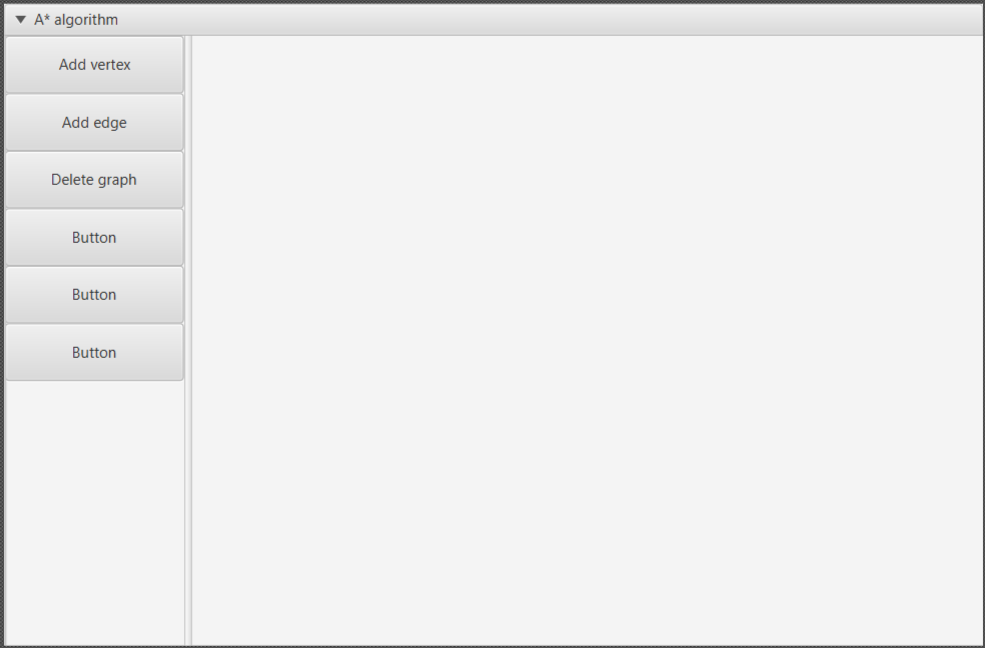 A* algorithm
Add vertex
Add edge
Delete graph
Button
Button
Button